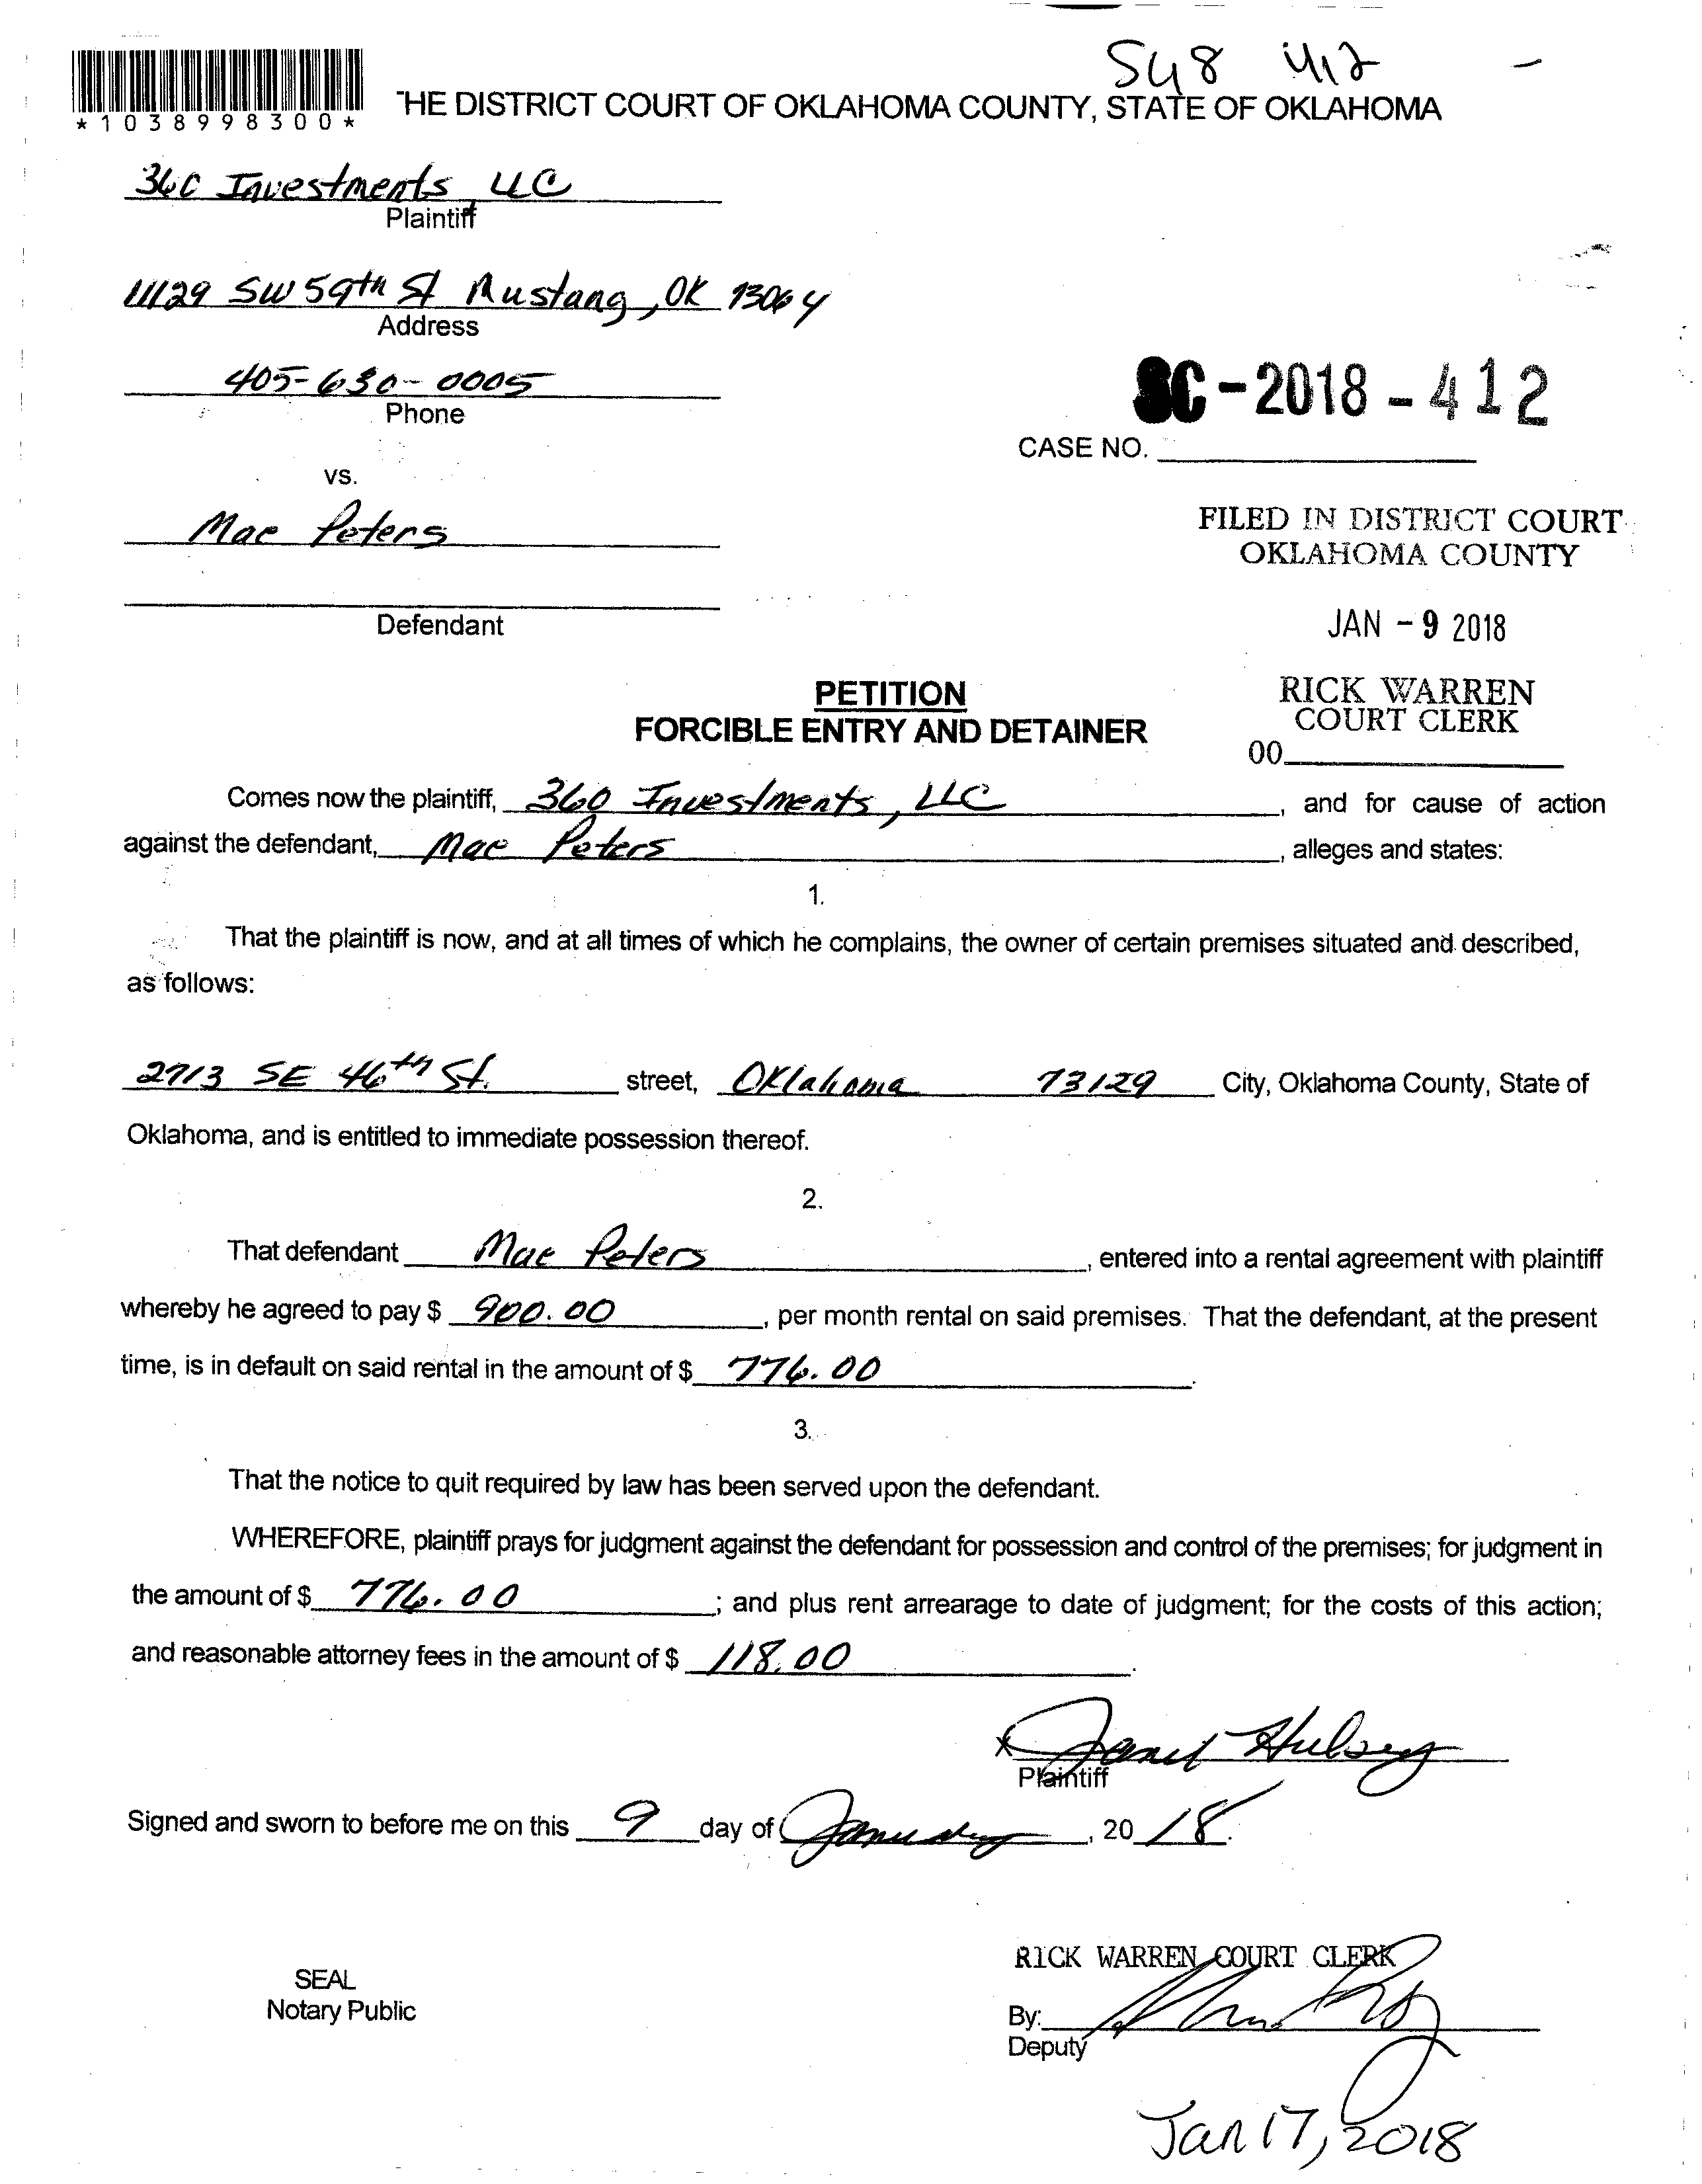 SC18 412 -
*1038998300*
THE DISTRICT COURT OF OKLAHOMA COUNTY, STATE OF OKLAHOMA
360 Investments, LLC
Plaintiff
11129 SW 59th St Mustang, OK 73064
Address
405-630-0005
Phone
SC-2018-412
CASE NO.
vs.
Mae Peters
Defendant
FILED IN DISTRICT COURT
OKLAHOMA COUNTY
JAN -9 2018
RICK WARREN
COURT CLERK
00
PETITION
FORCIBLE ENTRY AND DETAINER
Comes now the plaintiff, 360 Investments, LLC, and for cause of action
against the defendant, Mae Peters, alleges and states:
1.
That the plaintiff is now, and at all times of which he complains, the owner of certain premises situated and described,
as follows:
2713 SE 46th St. street, Oklahoma 73129 City, Oklahoma County, State of
Oklahoma, and is entitled to immediate possession thereof.
2.
That defendant Mae Peters, entered into a rental agreement with plaintiff
whereby he agreed to pay $ 900.00, per month rental on said premises. That the defendant, at the present
time, is in default on said rental in the amount of $ 776.00.
3.
That the notice to quit required by law has been served upon the defendant.
WHEREFORE, plaintiff prays for judgment against the defendant for possession and control of the premises; for judgment in
the amount of $ 776.00; and plus rent arrearage to date of judgment; for the costs of this action;
and reasonable attorney fees in the amount of $ 118.00.
x Janet Hulsey
Plaintiff
Signed and sworn to before me on this 9 day of January, 20 18.
SEAL
Notary Public
RICK WARREN COURT CLERK
By:
Deputy
Jan 17, 2018